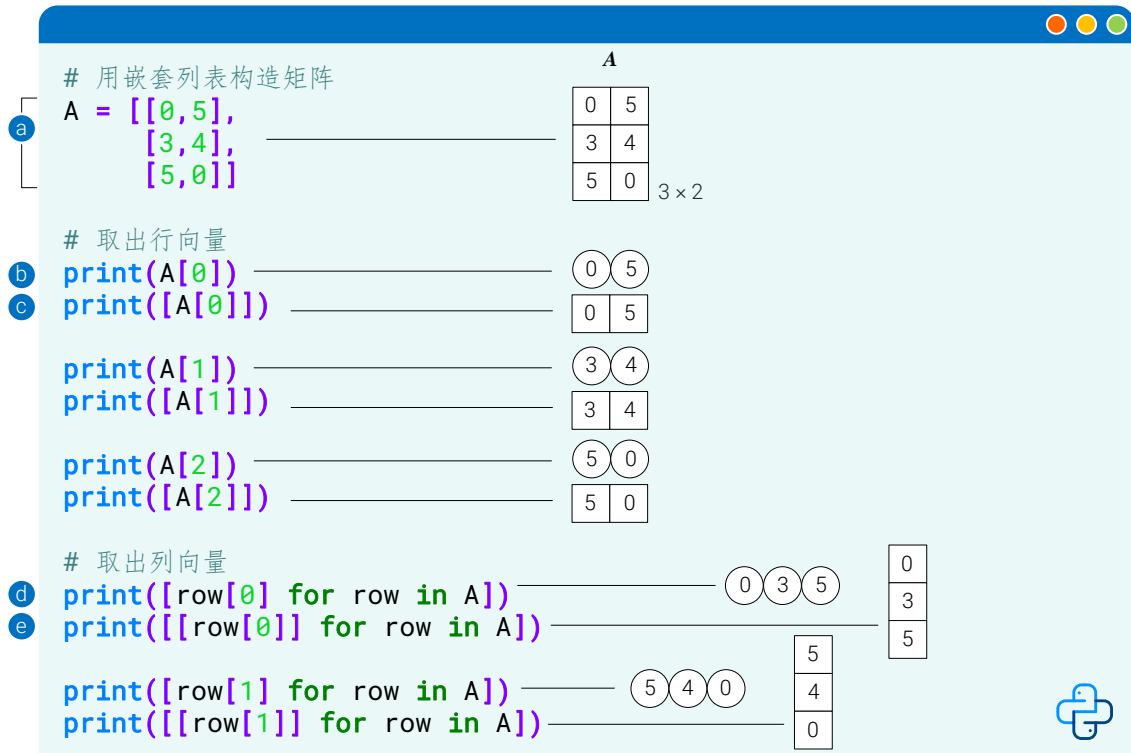 # 用嵌套列表构造矩阵
a
A = [[0,5],
[3,4],
[5,0]]
A
0 5
3 4
5 0
3 × 2
# 取出行向量
b
print(A[0])
0 5
c
print([A[0]])
0 5
print(A[1])
3 4
print([A[1]])
3 4
print(A[2])
5 0
print([A[2]])
5 0
# 取出列向量
d
print([row[0] for row in A])
0 3 5
e
print([[row[0]] for row in A])
0
3
5
print([row[1] for row in A])
5 4 0
print([[row[1]] for row in A])
5
4
0